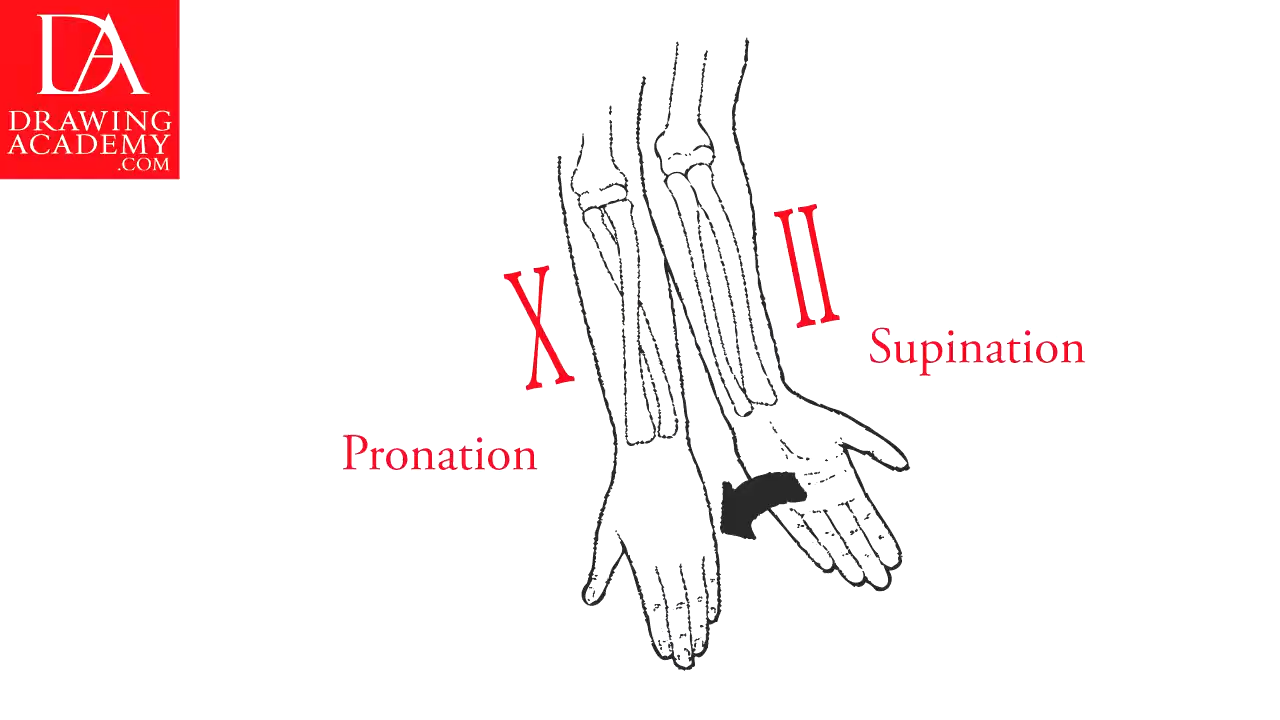 DA
DRAWING
ACADEMY
.COM
X
II
Supination
Pronation